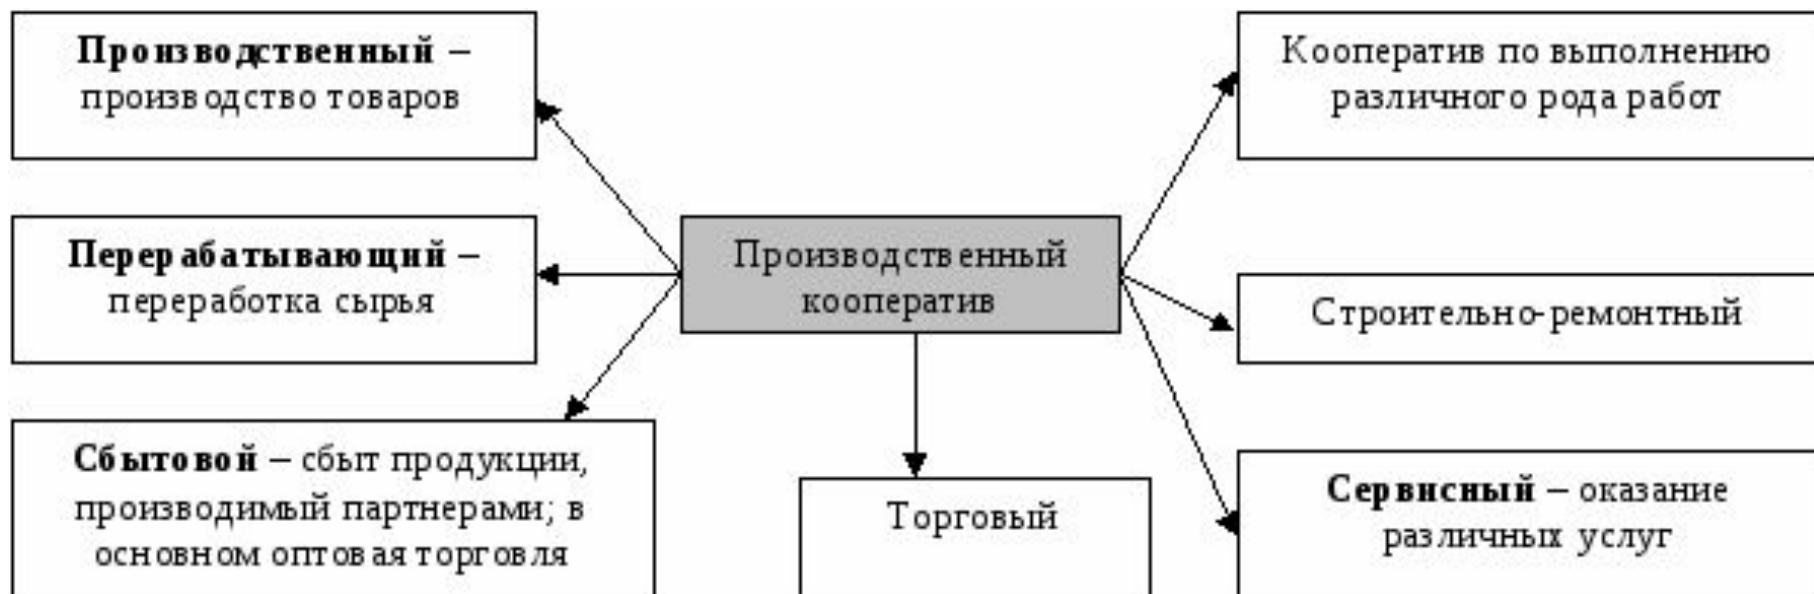 Производственный –
производство товаров
Перерабатывающий –
переработка сырья
Сбытовой – сбыт продукции,
производимый партнерами; в
основном оптовая торговля
Производственный
кооператив
Торговый
Кооператив по выполнению
различного рода работ
Строительно-ремонтный
Сервисный – оказание
различных услуг